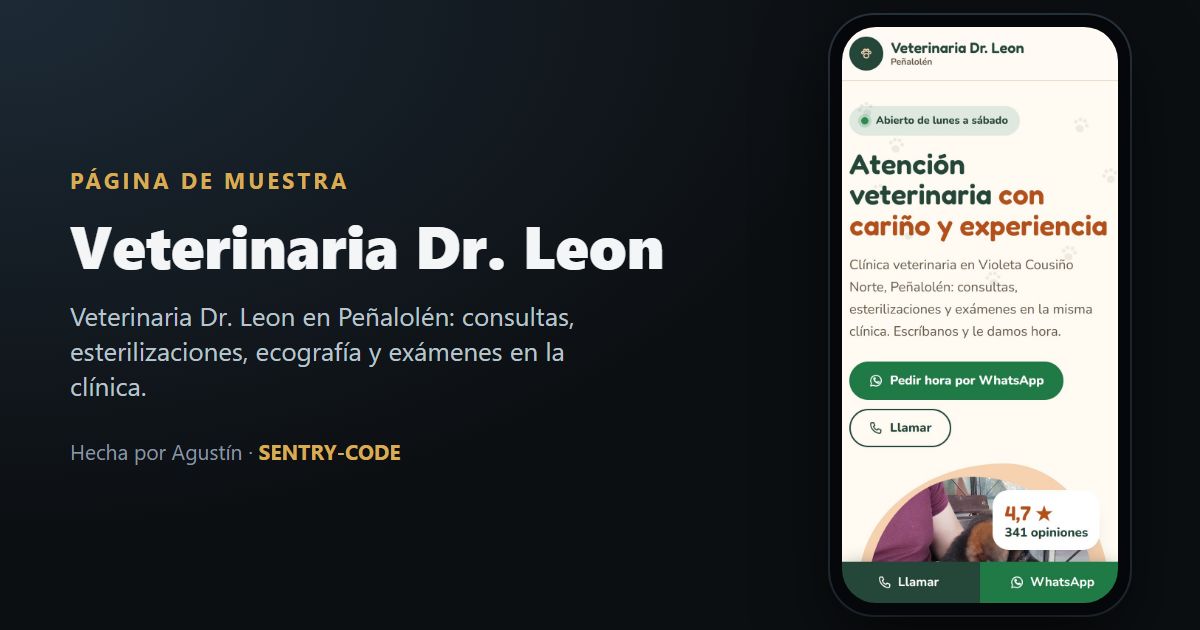 PÁGINA DE MUESTRA
Veterinaria Dr. Leon
Veterinaria Dr. Leon en Peñalolén: consultas,
esterilizaciones, ecografía y exámenes en la
clínica.
Hecha por Agustín · SENTRY-CODE
Veterinaria Dr. Leon
Peñalolén
Abierto de lunes a sábado
Atención
veterinaria con
cariño y experiencia
Clínica veterinaria en Violeta Cousiño
Norte, Peñalolén: consultas,
esterilizaciones y exámenes en la misma
clínica. Escríbanos y le damos hora.
Pedir hora por WhatsApp
Llamar
4,7 ★
341 opiniones
Llamar
WhatsApp